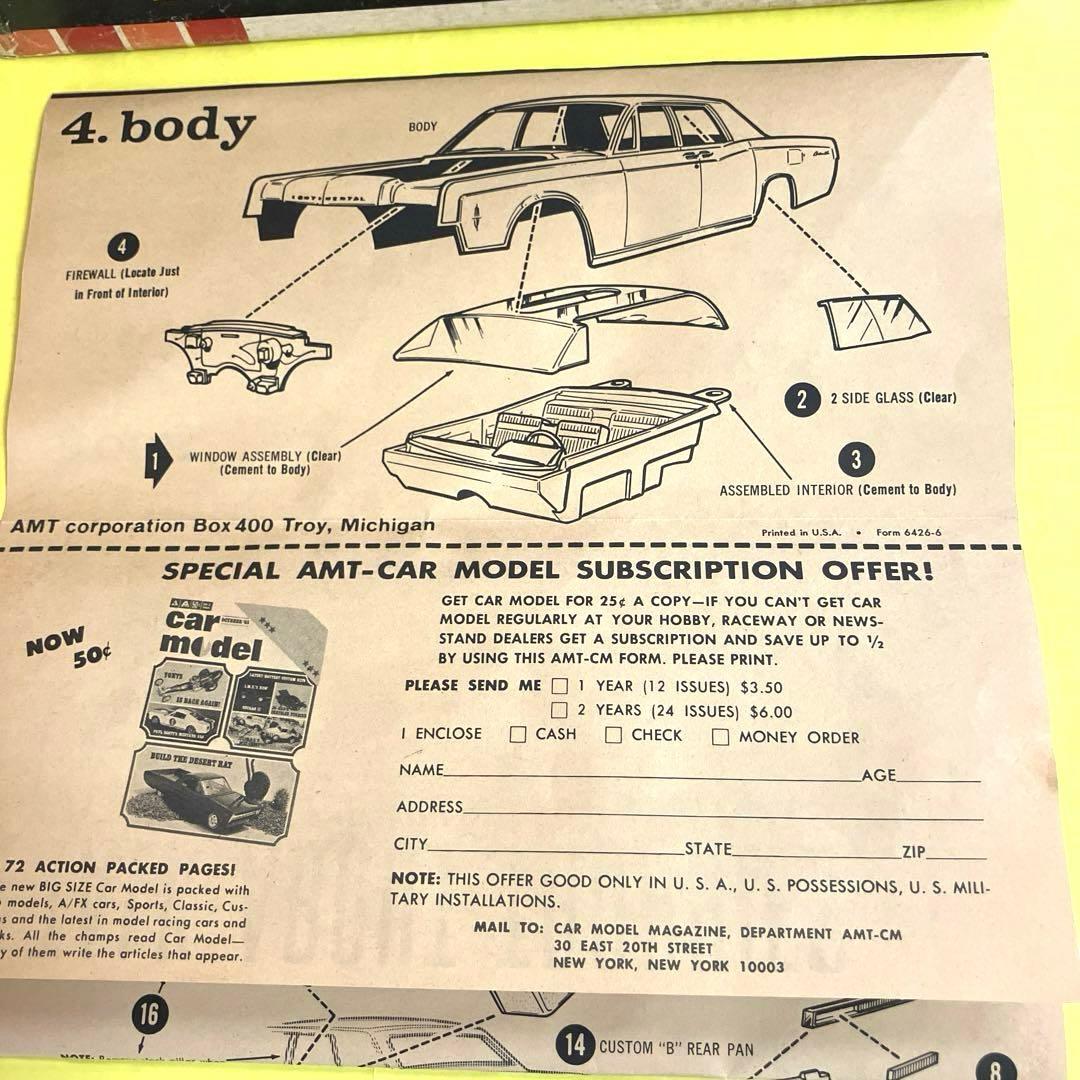 4. body
BODY
CONTINENTAL
4
FIREWALL (Locate Just
in Front of Interior)
2 2 SIDE GLASS (Clear)
1 WINDOW ASSEMBLY (Clear)
(Cement to Body)
3
ASSEMBLED INTERIOR (Cement to Body)
AMT corporation Box 400 Troy, Michigan
Printed in U.S.A. • Form 6426-6
SPECIAL AMT-CAR MODEL SUBSCRIPTION OFFER!
NOW
50¢
car
model
IS BACK AGAIN!
BUILD THE DESERT RAT
GET CAR MODEL FOR 25¢ A COPY—IF YOU CAN'T GET CAR
MODEL REGULARLY AT YOUR HOBBY, RACEWAY OR NEWS-
STAND DEALERS GET A SUBSCRIPTION AND SAVE UP TO ½
BY USING THIS AMT-CM FORM. PLEASE PRINT.
PLEASE SEND ME □ 1 YEAR (12 ISSUES) $3.50
□ 2 YEARS (24 ISSUES) $6.00
I ENCLOSE □ CASH □ CHECK □ MONEY ORDER
NAME AGE
ADDRESS
CITY STATE ZIP
NOTE: THIS OFFER GOOD ONLY IN U. S. A., U. S. POSSESSIONS, U. S. MILI-
TARY INSTALLATIONS.
MAIL TO: CAR MODEL MAGAZINE, DEPARTMENT AMT-CM
30 EAST 20TH STREET
NEW YORK, NEW YORK 10003
72 ACTION PACKED PAGES!
new BIG SIZE Car Model is packed with
models, A/FX cars, Sports, Classic, Cus-
and the latest in model racing cars and
All the champs read Car Model—
of them write the articles that appear.
16
NOTE:
14 CUSTOM "B" REAR PAN
8